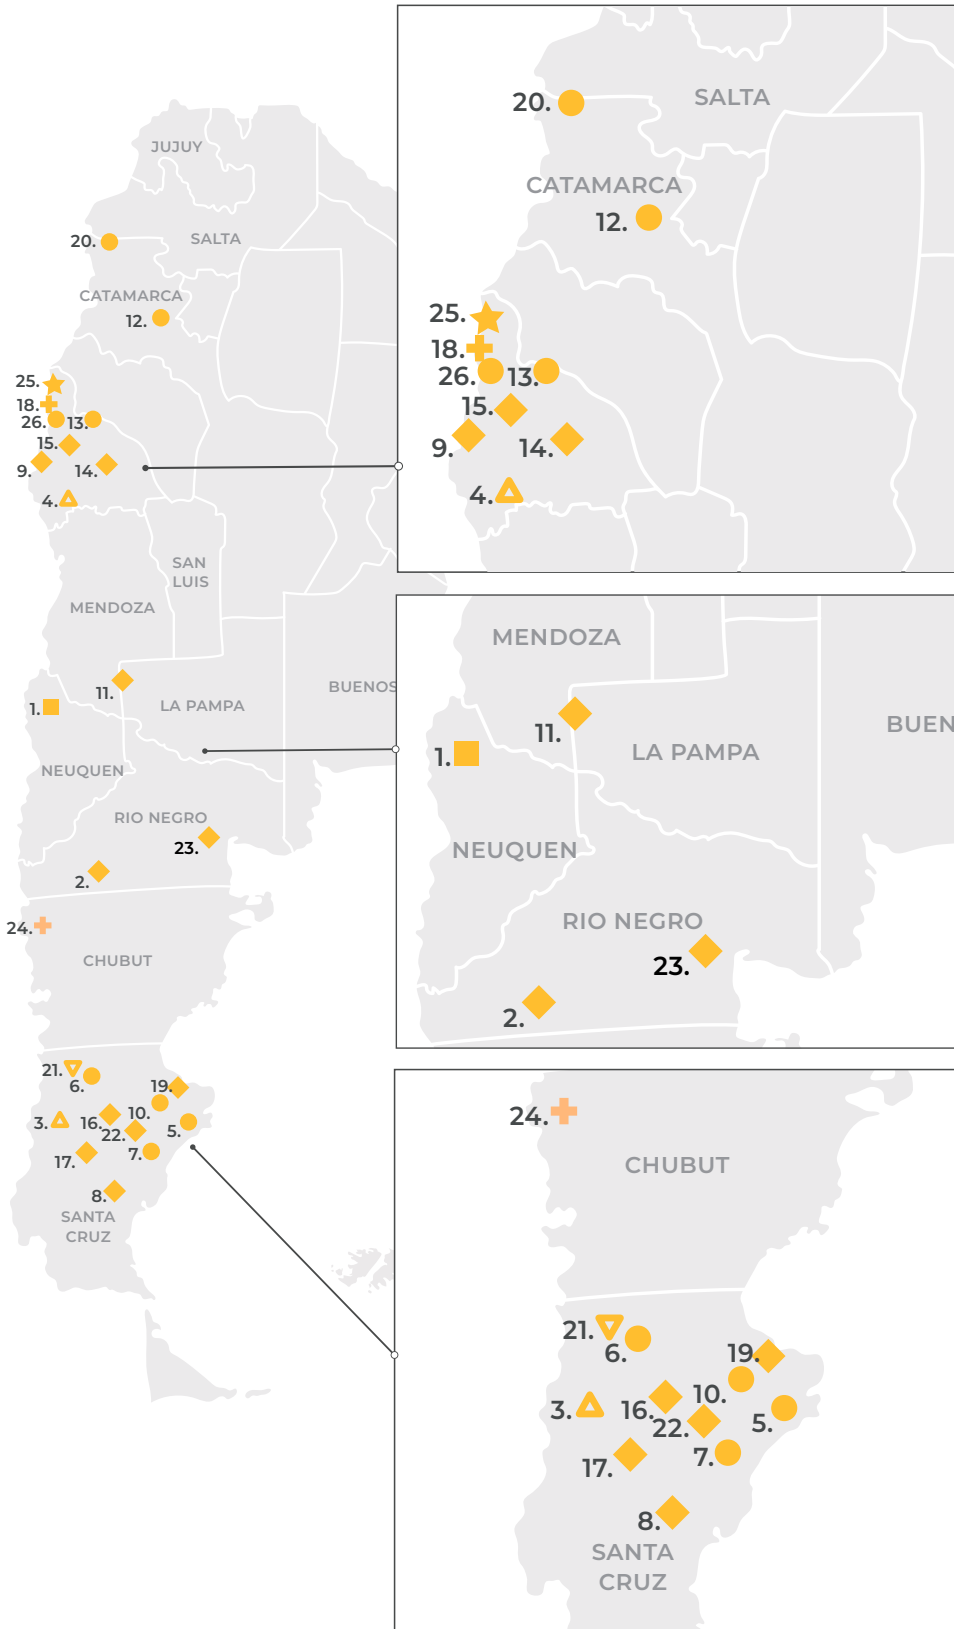 JUJUY
20.
SALTA
CATAMARCA
12.
25.
18.
26.
13.
15.
9.
14.
4.
SAN
LUIS
MENDOZA
11.
1.
LA PAMPA
BUENOS
NEUQUEN
RIO NEGRO
23.
2.
24.
CHUBUT
21.
6.
19.
10.
3.
16.
5.
22.
17.
7.
8.
SANTA
CRUZ
20.
SALTA
CATAMARCA
12.
25.
18.
26.
13.
15.
9.
14.
4.
MENDOZA
11.
1.
LA PAMPA
BUEN
NEUQUEN
RIO NEGRO
23.
2.
24.
CHUBUT
21.
6.
19.
10.
3.
16.
5.
22.
17.
7.
8.
SANTA
CRUZ